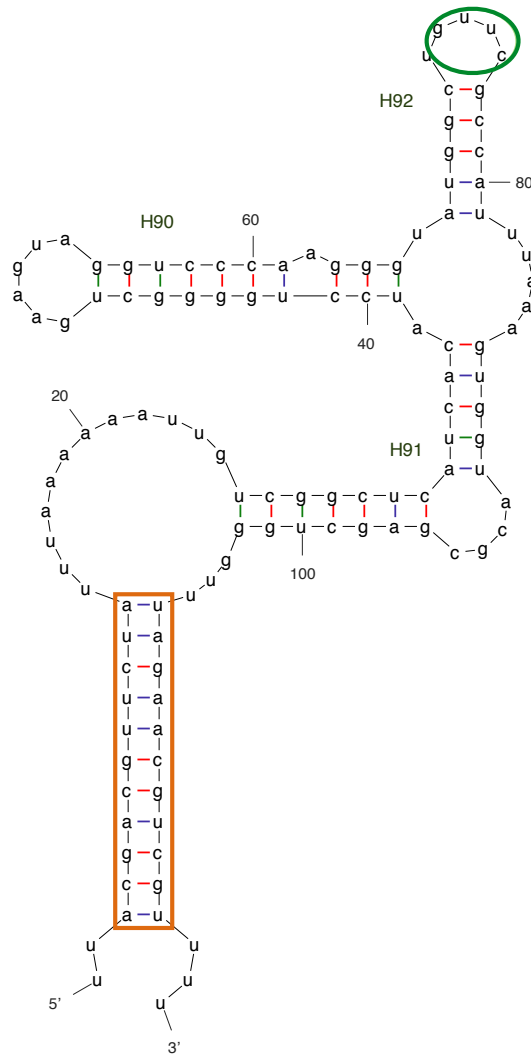 u g u u c
H92
c g
g c
g c
u a 80
a u
H90
60
g a a g u a
g g u c c c a a g g g u
u c g g g g u c c u a
40
u u a a a
c g
a u
c g
u g
a u
H91
a c g c
20
u u u a a a a a a u u g
u c g g c u c
g g u c g a g
100
g u u
a u
u a
c g
u a
u a
g c
c g
a u
g c
c g
a u
u u
u u u
5’
3’